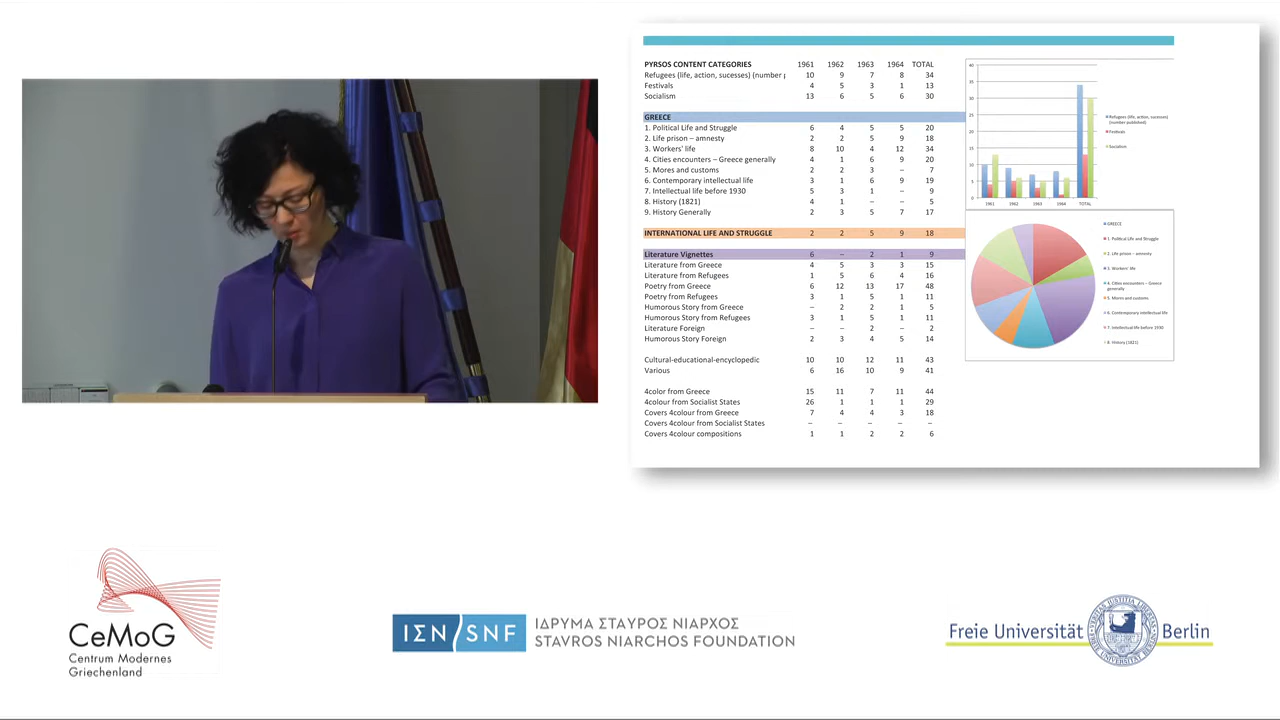 PYRSOS CONTENT CATEGORIES 1961 1962 1963 1964 TOTAL
Refugees (life, action, sucesses) (number p 10 9 7 8 34
Festivals 4 5 3 1 13
Socialism 13 6 5 6 30
GREECE
1. Political Life and Struggle 6 4 5 5 20
2. Life prison – amnesty 2 2 5 9 18
3. Workers' life 8 10 4 12 34
4. Cities encounters – Greece generally 4 1 6 9 20
5. Mores and customs 2 2 3 – 7
6. Contemporary intellectual life 3 1 6 9 19
7. Intellectual life before 1930 5 3 1 – 9
8. History (1821) 4 1 – – 5
9. History Generally 2 3 5 7 17
INTERNATIONAL LIFE AND STRUGGLE 2 2 5 9 18
Literature Vignettes 6 – 2 1 9
Literature from Greece 4 5 3 3 15
Literature from Refugees 1 5 6 4 16
Poetry from Greece 6 12 13 17 48
Poetry from Refugees 3 1 5 1 11
Humorous Story from Greece – 2 2 1 5
Humorous Story from Refugees 3 1 5 1 11
Literature Foreign – – 2 – 2
Humorous Story Foreign 2 3 4 5 14
Cultural-educational-encyclopedic 10 10 12 11 43
Various 6 16 10 9 41
4color from Greece 15 11 7 11 44
4colour from Socialist States 26 1 1 1 29
Covers 4colour from Greece 7 4 4 3 18
Covers 4colour from Socialist States – – – – –
Covers 4colour compositions 1 1 2 2 6
40
35
30
25
20
15
10
5
0
1961 1962 1963 1964 TOTAL
Refugees (life, action, sucesses)
(number published)
Festivals
Socialism
GREECE
1. Political Life and Struggle
2. Life prison – amnesty
3. Workers' life
4. Cities encounters – Greece
generally
5. Mores and customs
6. Contemporary intellectual life
7. Intellectual life before 1930
8. History (1821)
CeMoG
Centrum Modernes
Griechenland
ΙΣΝ/SNF
ΙΔΡΥΜΑ ΣΤΑΥΡΟΣ ΝΙΑΡΧΟΣ
STAVROS NIARCHOS FOUNDATION
Freie Universität Berlin